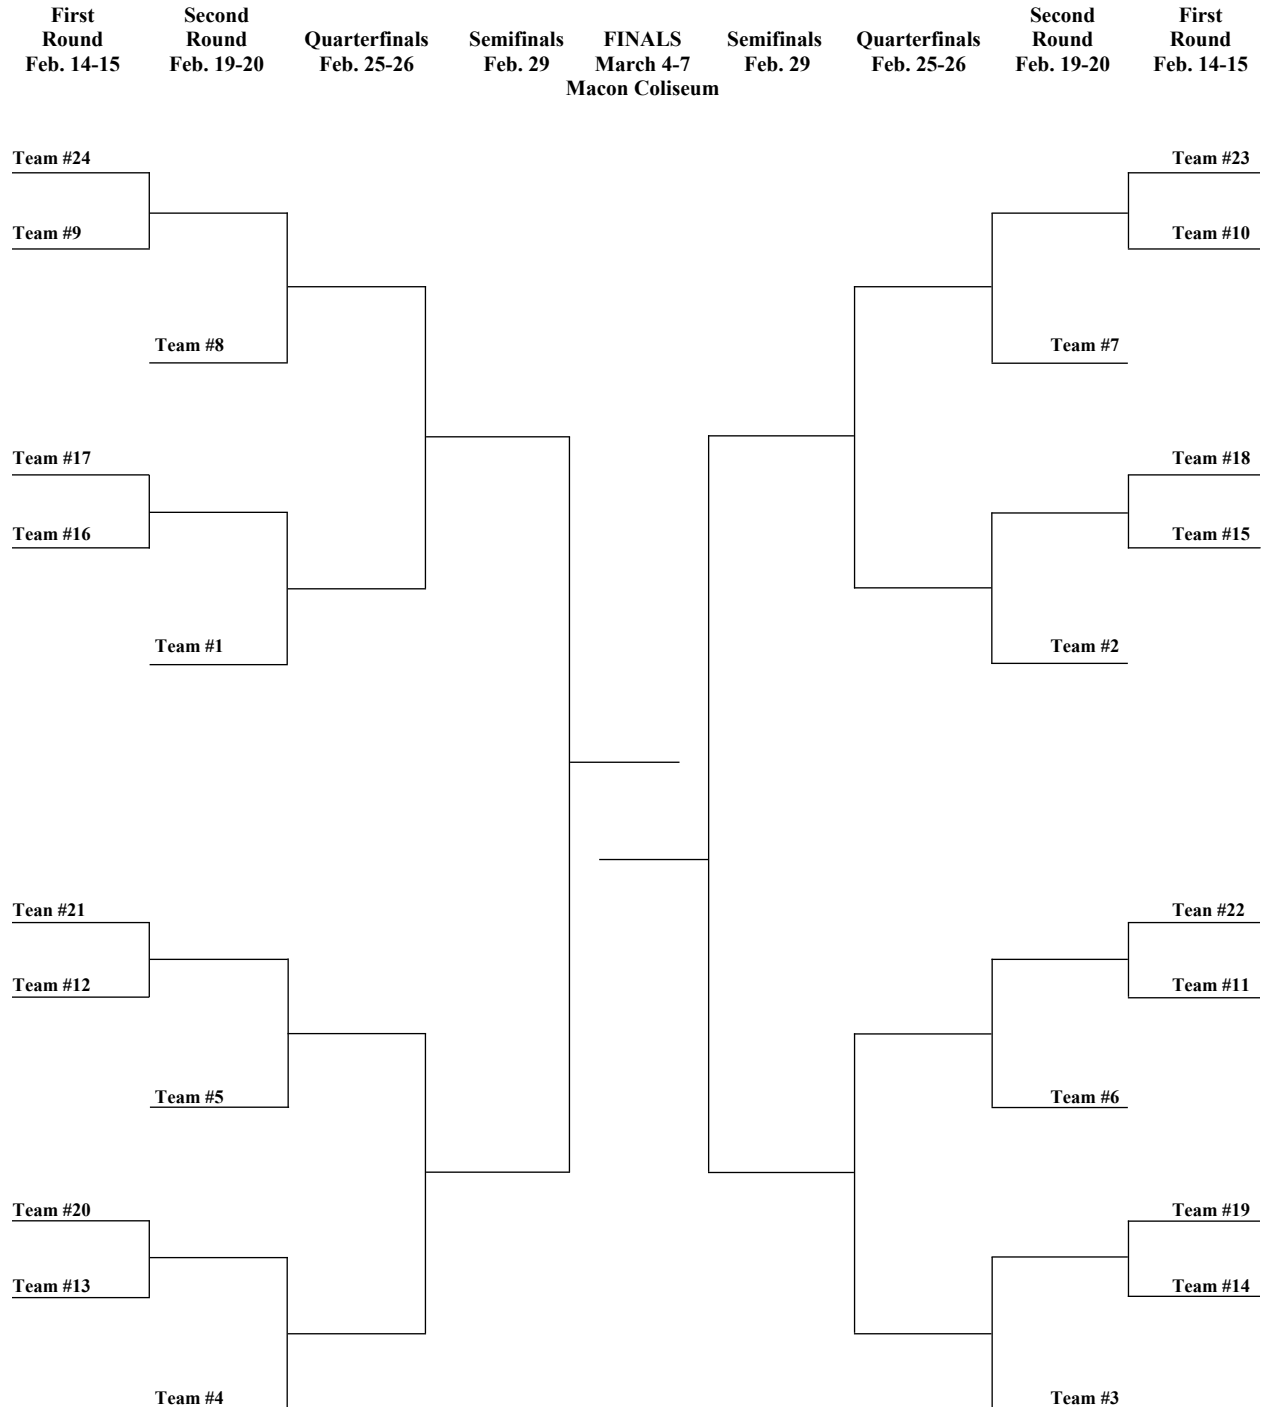 First Second Second First
Round Round Quarterfinals Semifinals FINALS Semifinals Quarterfinals Round Round
Feb. 14-15 Feb. 19-20 Feb. 25-26 Feb. 29 March 4-7 Feb. 29 Feb. 25-26 Feb. 19-20 Feb. 14-15
Macon Coliseum
Team #24 Team #23
Team #9 Team #10
Team #8 Team #7
Team #17 Team #18
Team #16 Team #15
Team #1 Team #2
Tean #21 Tean #22
Team #12 Team #11
Team #5 Team #6
Team #20 Team #19
Team #13 Team #14
Team #4 Team #3